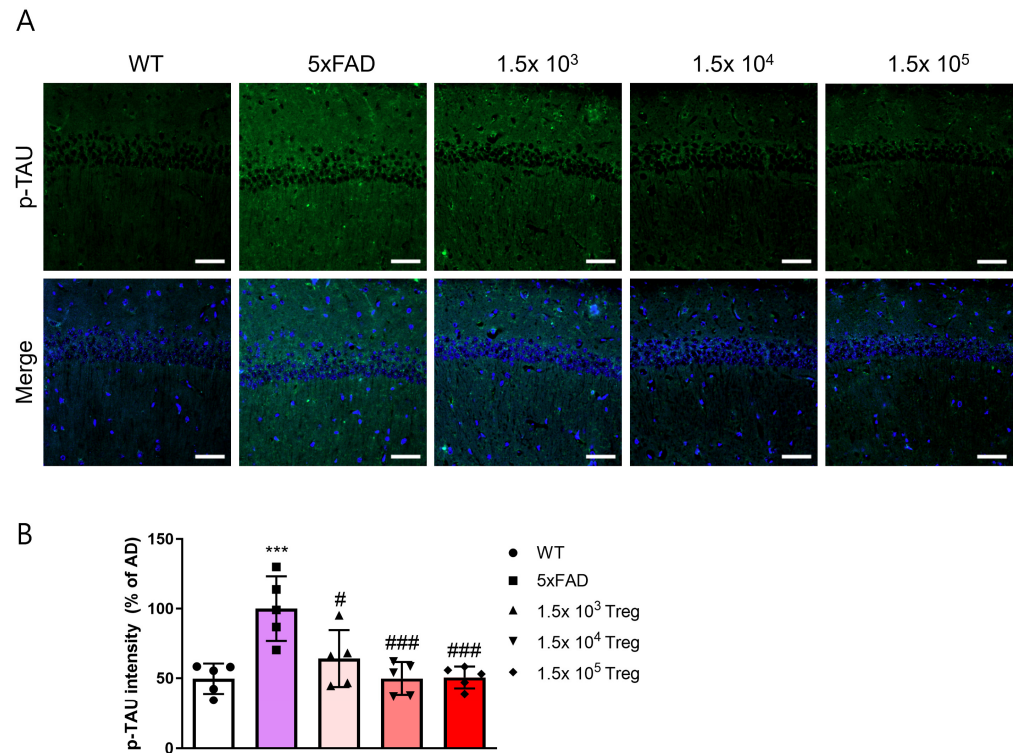 A
WT 5xFAD 1.5x 10³ 1.5x 10⁴ 1.5x 10⁵
p-TAU
Merge
B
p-TAU intensity (% of AD)
150
100
50
0
***
#
###
###
WT
5xFAD
1.5x 10³ Treg
1.5x 10⁴ Treg
1.5x 10⁵ Treg